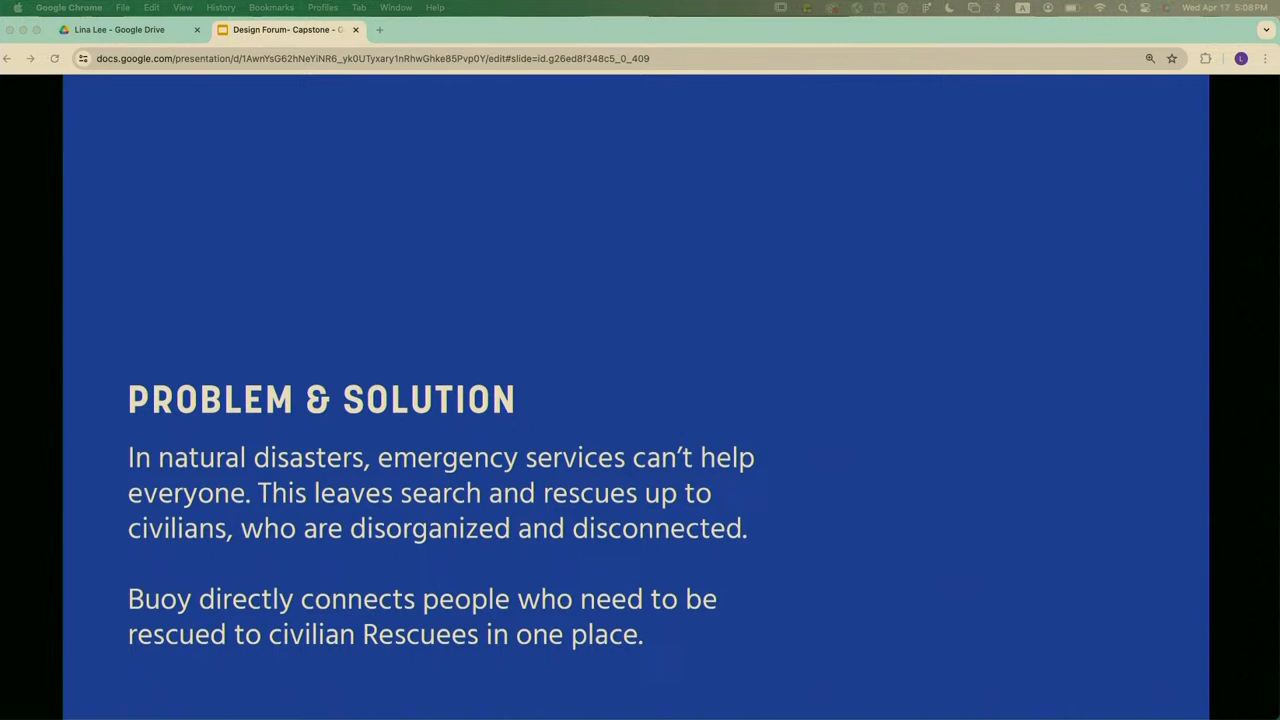 Google Chrome File Edit View History Bookmarks Profiles Tab Window Help A Wed Apr 17 5:08 PM
Lina Lee - Google Drive Design Forum- Capstone - G
docs.google.com/presentation/d/1AwnYsG62hNeYiNR6_yk0UTyxary1nRhwGhke85Pvp0Y/edit#slide=id.g26ed8f348c5_0_409 L
PROBLEM & SOLUTION
In natural disasters, emergency services can’t help
everyone. This leaves search and rescues up to
civilians, who are disorganized and disconnected.
Buoy directly connects people who need to be
rescued to civilian Rescuees in one place.